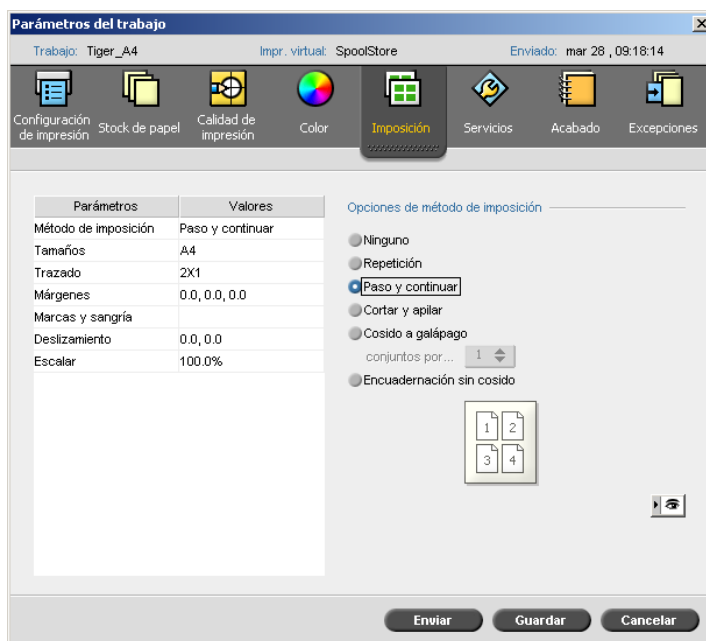 Parámetros del trabajo
Trabajo: Tiger_A4 Impr. virtual: SpoolStore Enviado: mar 28 , 09:18:14
Configuración de impresión
Stock de papel
Calidad de impresión
Color
Imposición
Servicios
Acabado
Excepciones
Parámetros Valores
Método de imposición Paso y continuar
Tamaños A4
Trazado 2X1
Márgenes 0.0, 0.0, 0.0
Marcas y sangría
Deslizamiento 0.0, 0.0
Escalar 100.0%
Opciones de método de imposición
Ninguno
Repetición
Paso y continuar
Cortar y apilar
Cosido a galápago
conjuntos por... 1
Encuadernación sin cosido
1 2
3 4
Enviar Guardar Cancelar